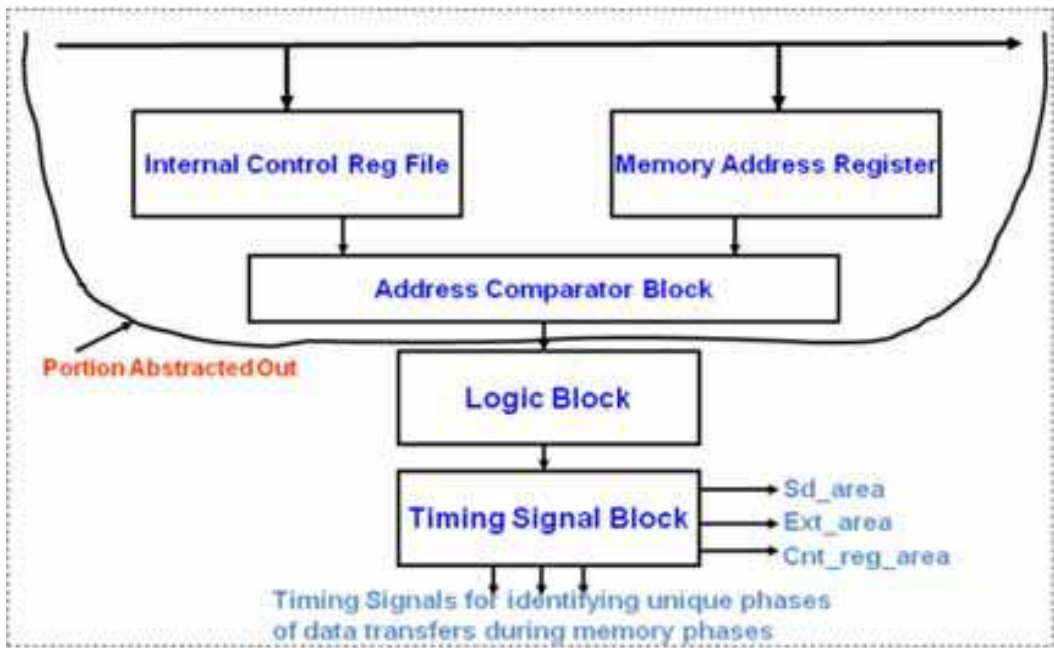 Internal Control Reg File
Memory Address Register
Address Comparator Block
Portion Abstracted Out
Logic Block
Timing Signal Block
Sd_area
Ext_area
Cnt_reg_area
Timing Signals for identifying unique phases
of data transfers during memory phases